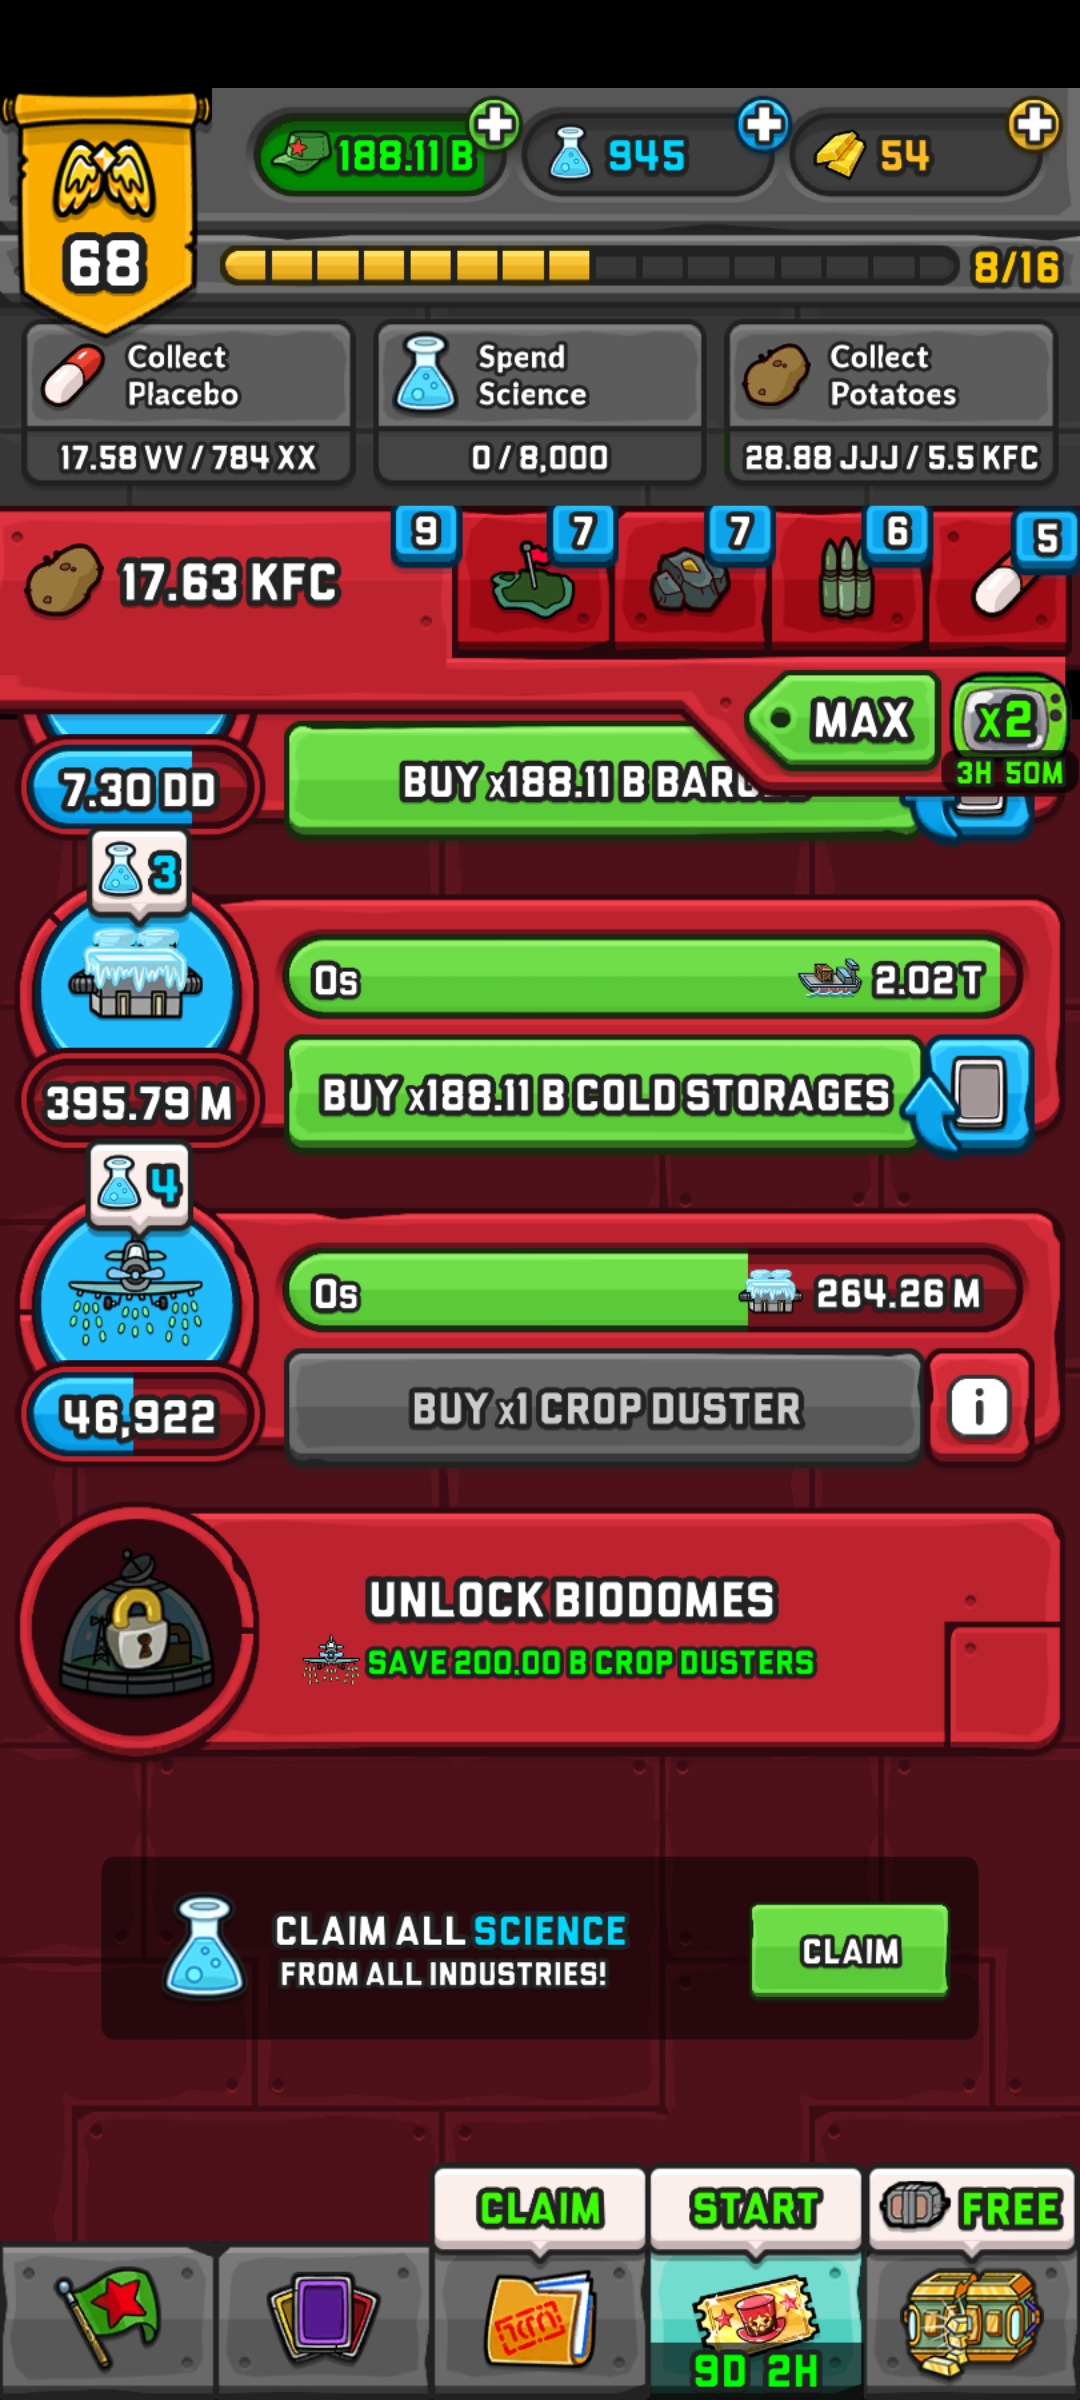 188.11 B
945
54
68
8/16
Collect
Placebo
17.58 VV / 784 XX
Spend
Science
0 / 8,000
Collect
Potatoes
28.88 JJJ / 5.5 KFC
17.63 KFC
9
7
7
6
5
MAX
x2
3H 50M
7.30 DD
BUY x188.11 B
3
0s
2.02 T
395.79 M
BUY x188.11 B COLD STORAGES
4
0s
264.26 M
46,922
BUY x1 CROP DUSTER
i
UNLOCK BIODOMES
SAVE 200.00 B CROP DUSTERS
CLAIM ALL SCIENCE
FROM ALL INDUSTRIES!
CLAIM
CLAIM
START
FREE
9D 2H